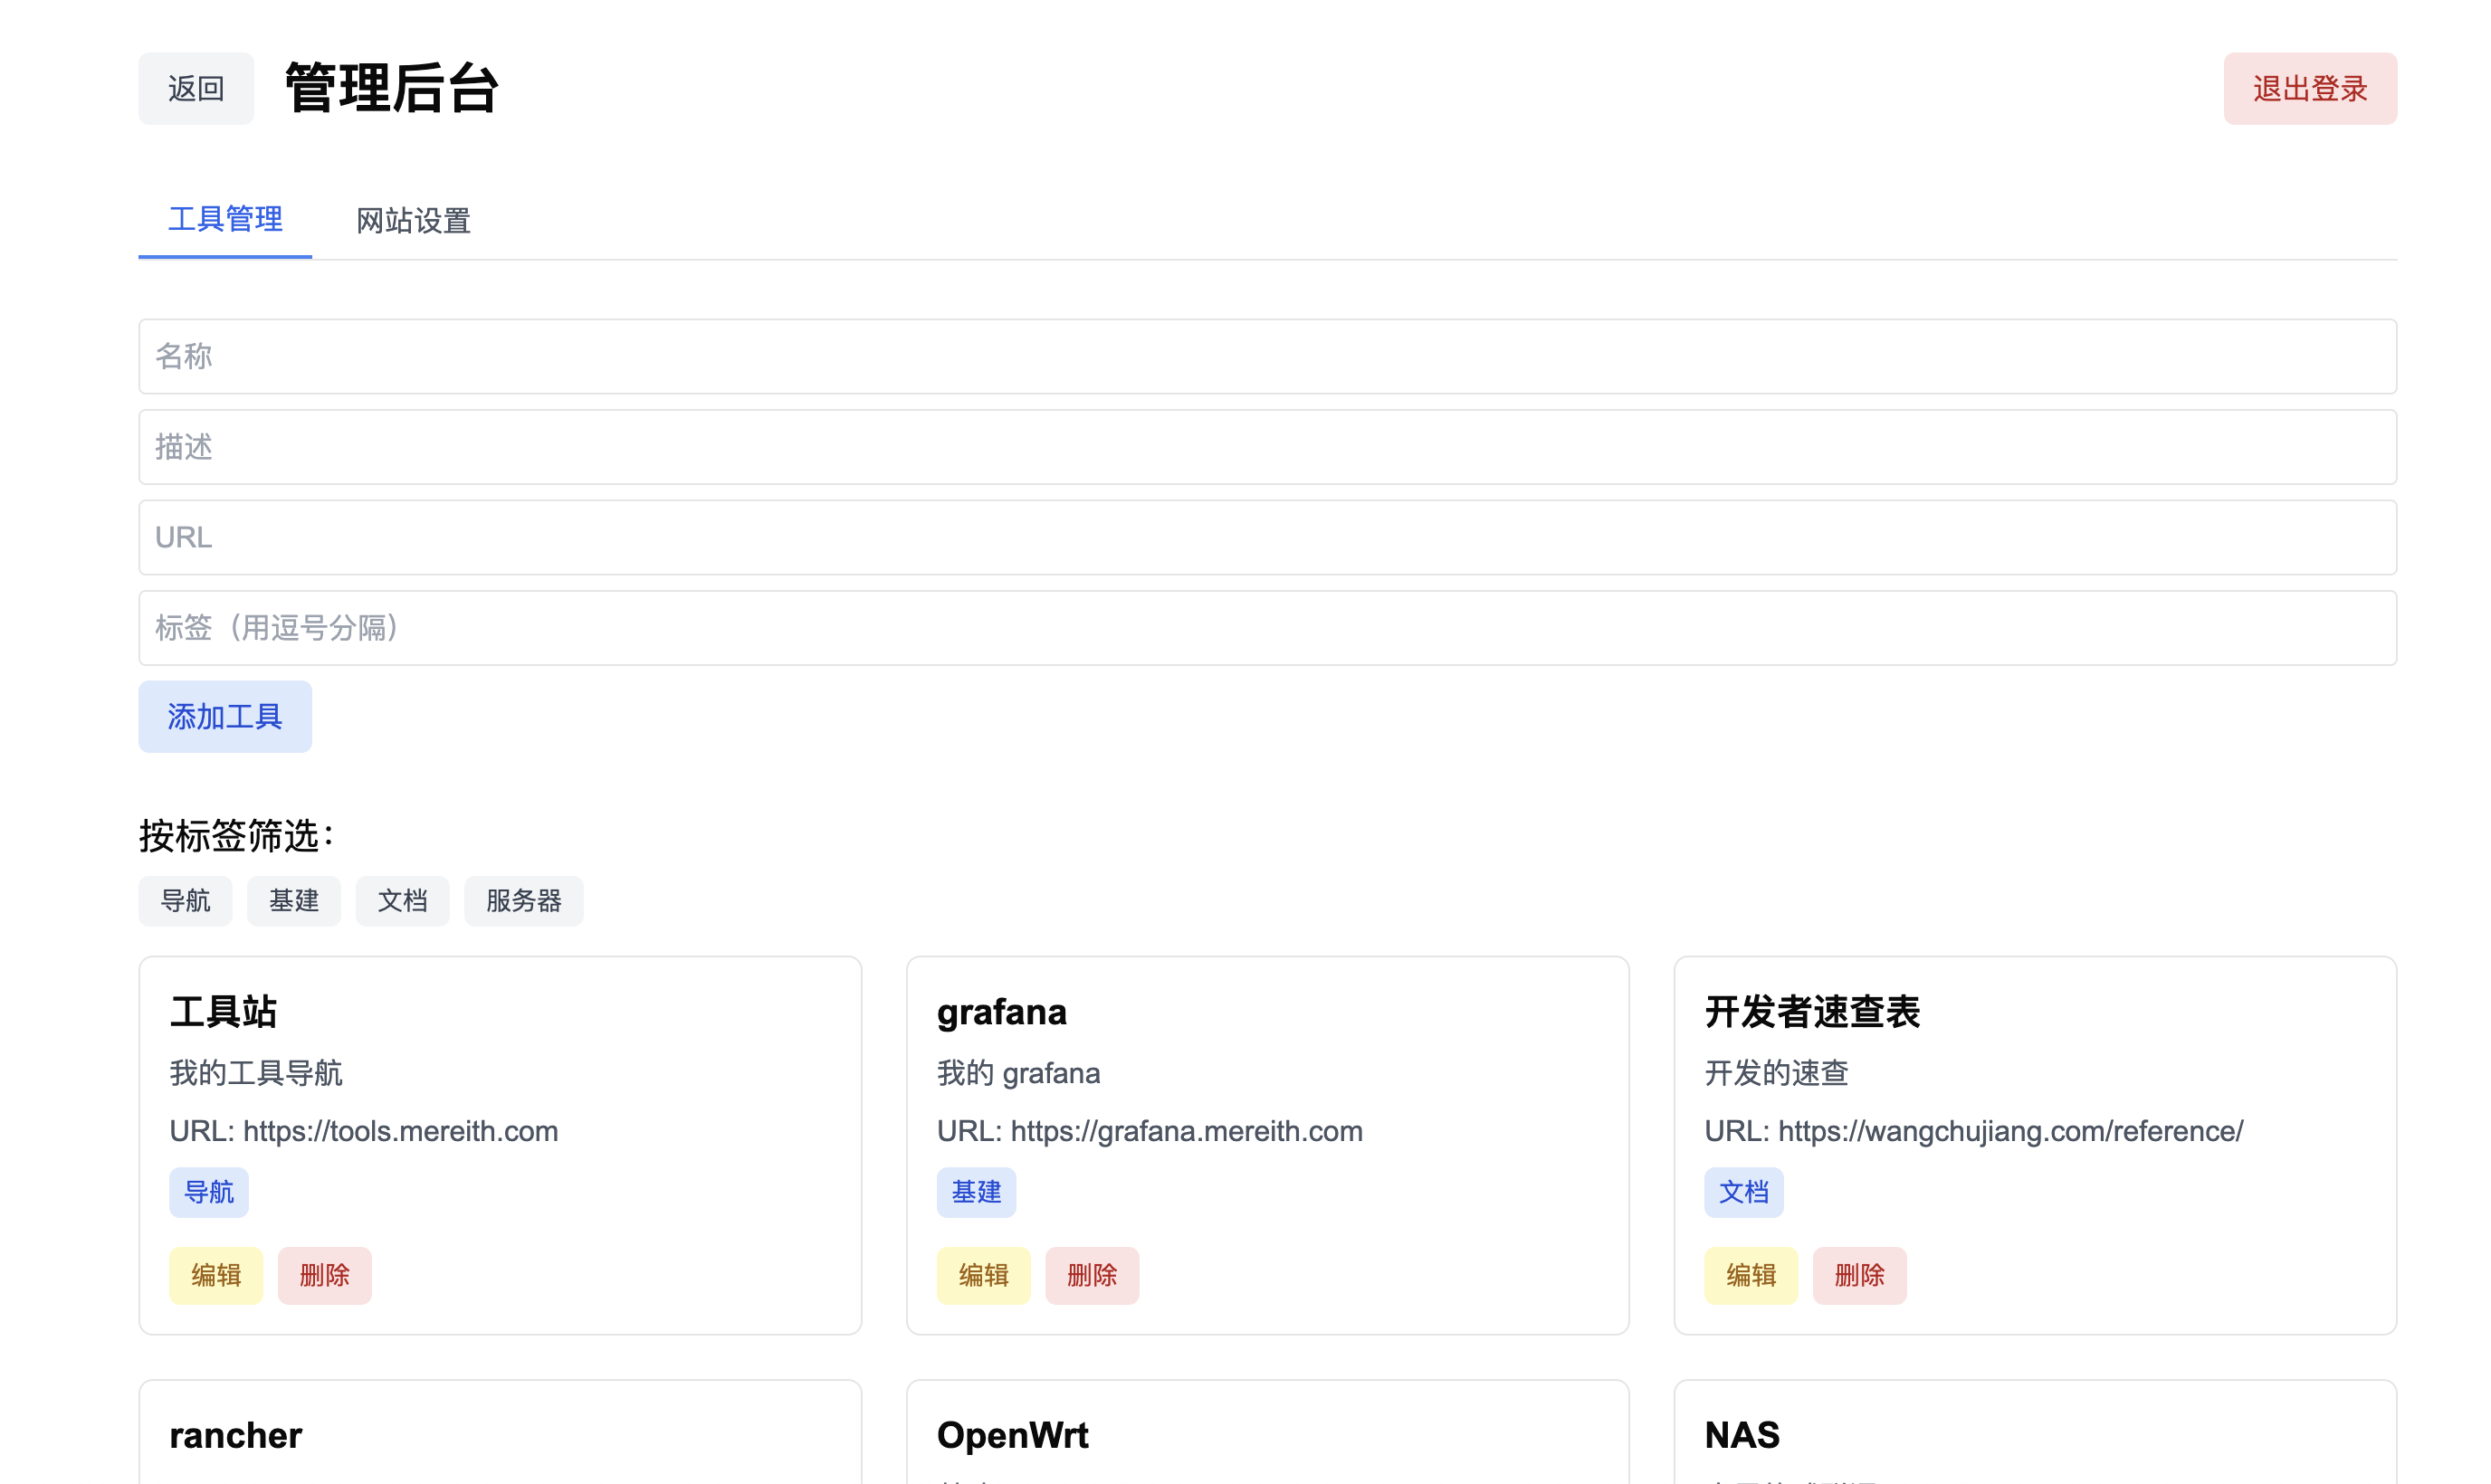 返回 管理后台 退出登录
工具管理 网站设置
名称
描述
URL
标签（用逗号分隔）
添加工具
按标签筛选：
导航 基建 文档 服务器
工具站
我的工具导航
URL: https://tools.mereith.com
导航
编辑 删除
grafana
我的 grafana
URL: https://grafana.mereith.com
基建
编辑 删除
开发者速查表
开发的速查
URL: https://wangchujiang.com/reference/
文档
编辑 删除
rancher
OpenWrt
NAS